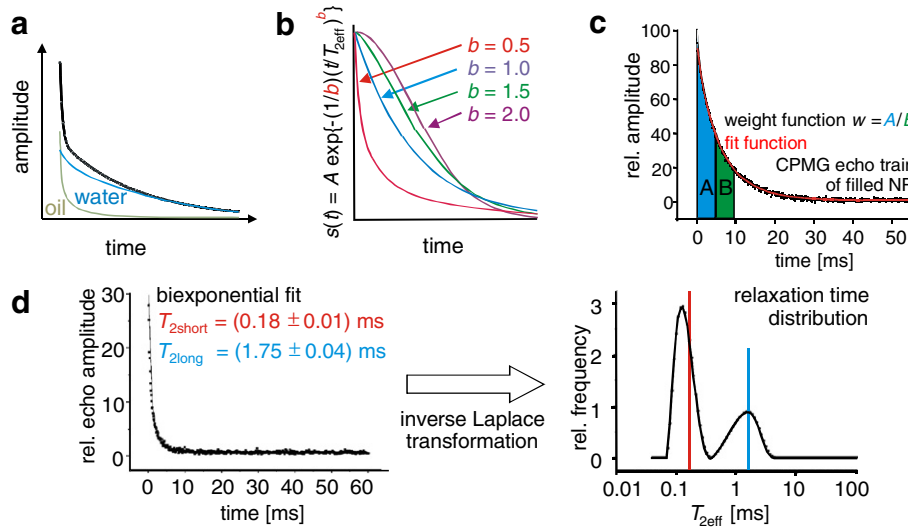 a
amplitude
water
oil
time
b
s(t) = A exp{-(1/b)(t/T2eff)^b}
b = 0.5
b = 1.0
b = 1.5
b = 2.0
time
c
rel. amplitude
100
80
60
40
20
0
weight function w = A/B
fit function
CPMG echo train
of filled
A
B
0 10 20 30 40 50
time [ms]
d
rel. echo amplitude
30
20
10
0
biexponential fit
T2short = (0.18 ± 0.01) ms
T2long = (1.75 ± 0.04) ms
0 10 20 30 40 50 60
time [ms]
inverse Laplace
transformation
rel. frequency
3
2
1
0
relaxation time
distribution
0.01 0.1 1 10 100
T2eff [ms]